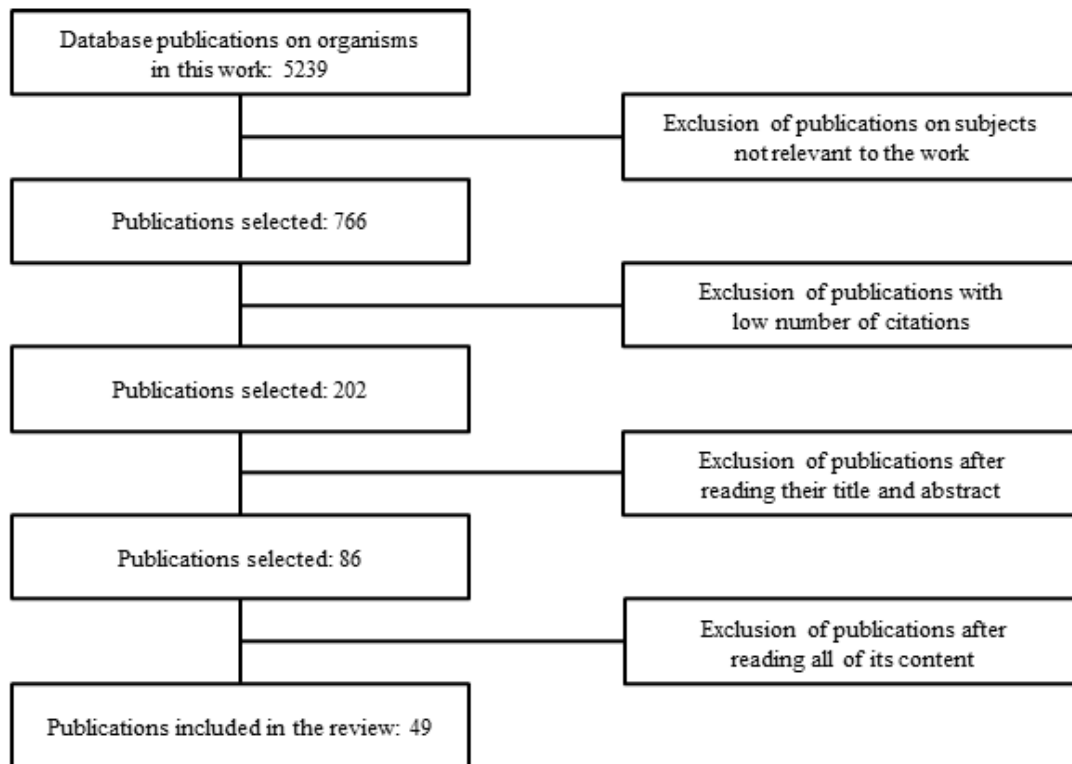 Database publications on organisms
in this work: 5239
Exclusion of publications on subjects
not relevant to the work
Publications selected: 766
Exclusion of publications with
low number of citations
Publications selected: 202
Exclusion of publications after
reading their title and abstract
Publications selected: 86
Exclusion of publications after
reading all of its content
Publications included in the review: 49